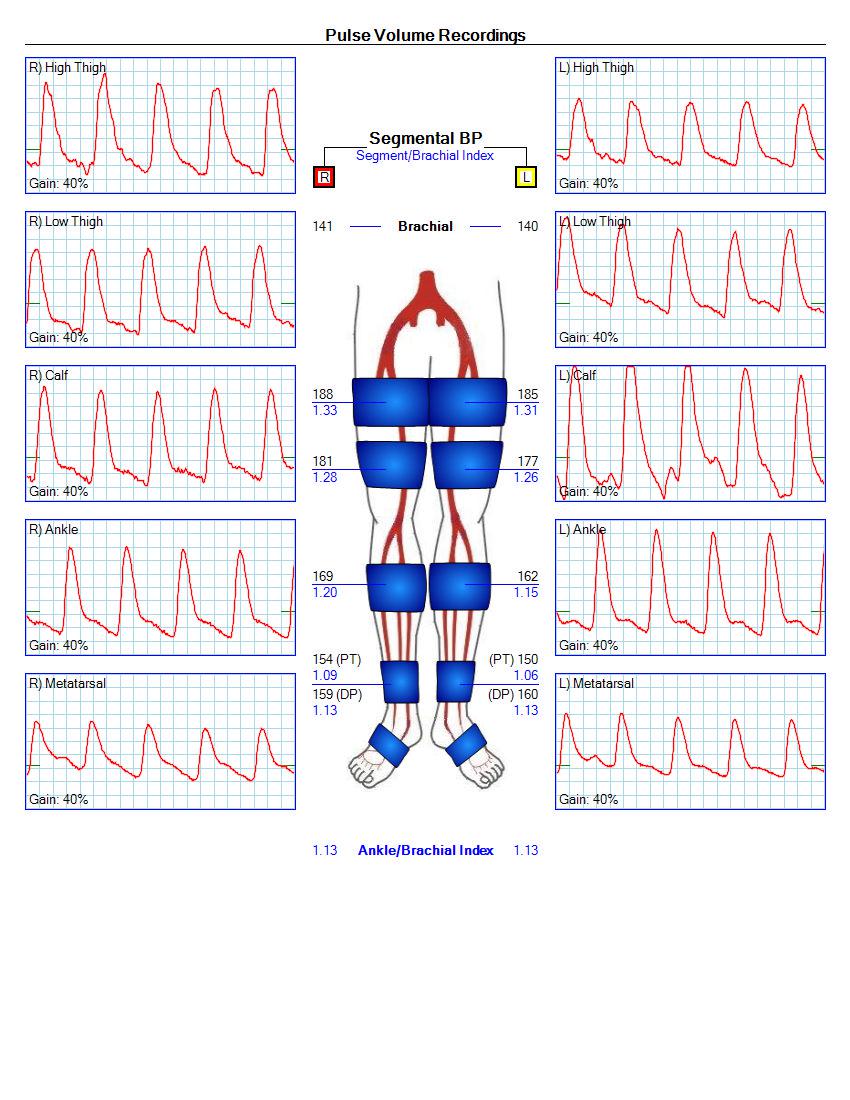 Pulse Volume Recordings
R) High Thigh
Gain: 40%
R) Low Thigh
Gain: 40%
R) Calf
Gain: 40%
R) Ankle
Gain: 40%
R) Metatarsal
Gain: 40%
Segmental BP
Segment/Brachial Index
R L
141 Brachial 140
188 185
1.33 1.31
181 177
1.28 1.26
169 162
1.20 1.15
154 (PT) (PT) 150
1.09 1.06
159 (DP) (DP) 160
1.13 1.13
1.13 Ankle/Brachial Index 1.13
L) High Thigh
Gain: 40%
L) Low Thigh
Gain: 40%
L) Calf
Gain: 40%
L) Ankle
Gain: 40%
L) Metatarsal
Gain: 40%